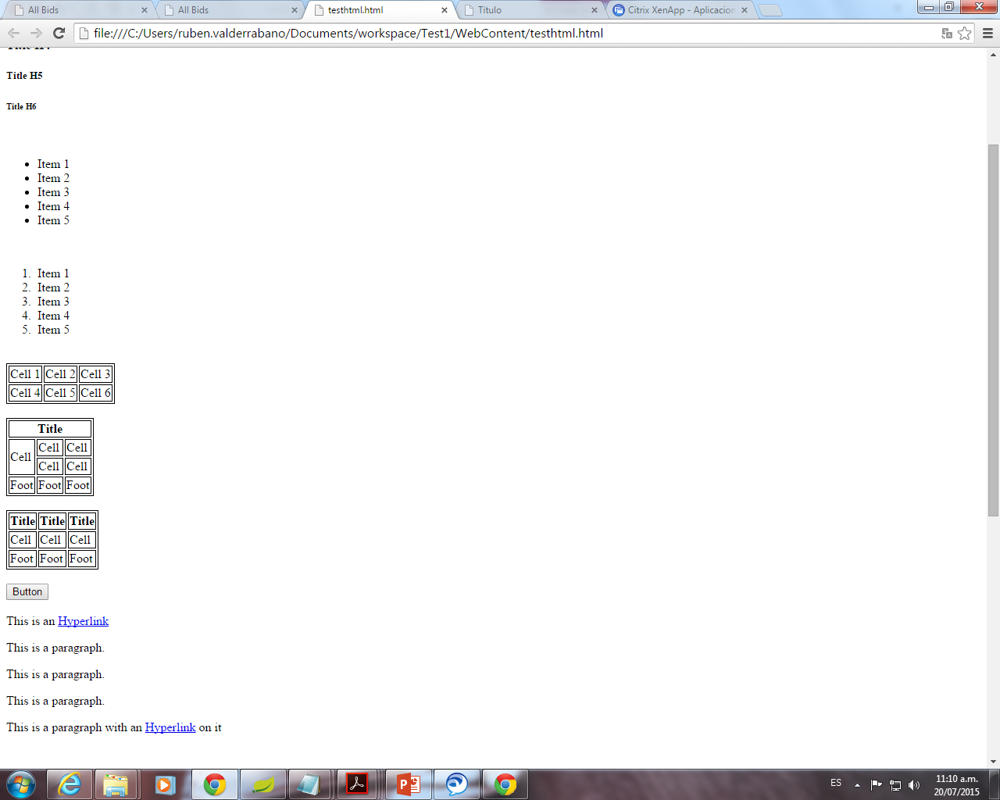 All Bids
All Bids
testhtml.html
Título
Citrix XenApp - Aplicacion
file:///C:/Users/ruben.valderrabano/Documents/workspace/Test1/WebContent/testhtml.html
Title H5
Title H6
• Item 1
• Item 2
• Item 3
• Item 4
• Item 5
1. Item 1
2. Item 2
3. Item 3
4. Item 4
5. Item 5
Cell 1 Cell 2 Cell 3
Cell 4 Cell 5 Cell 6
Title
Cell Cell Cell
Cell Cell
Foot Foot Foot
Title Title Title
Cell Cell Cell
Foot Foot Foot
Button
This is an Hyperlink
This is a paragraph.
This is a paragraph.
This is a paragraph.
This is a paragraph with an Hyperlink on it
ES
11:10 a.m.
20/07/2015